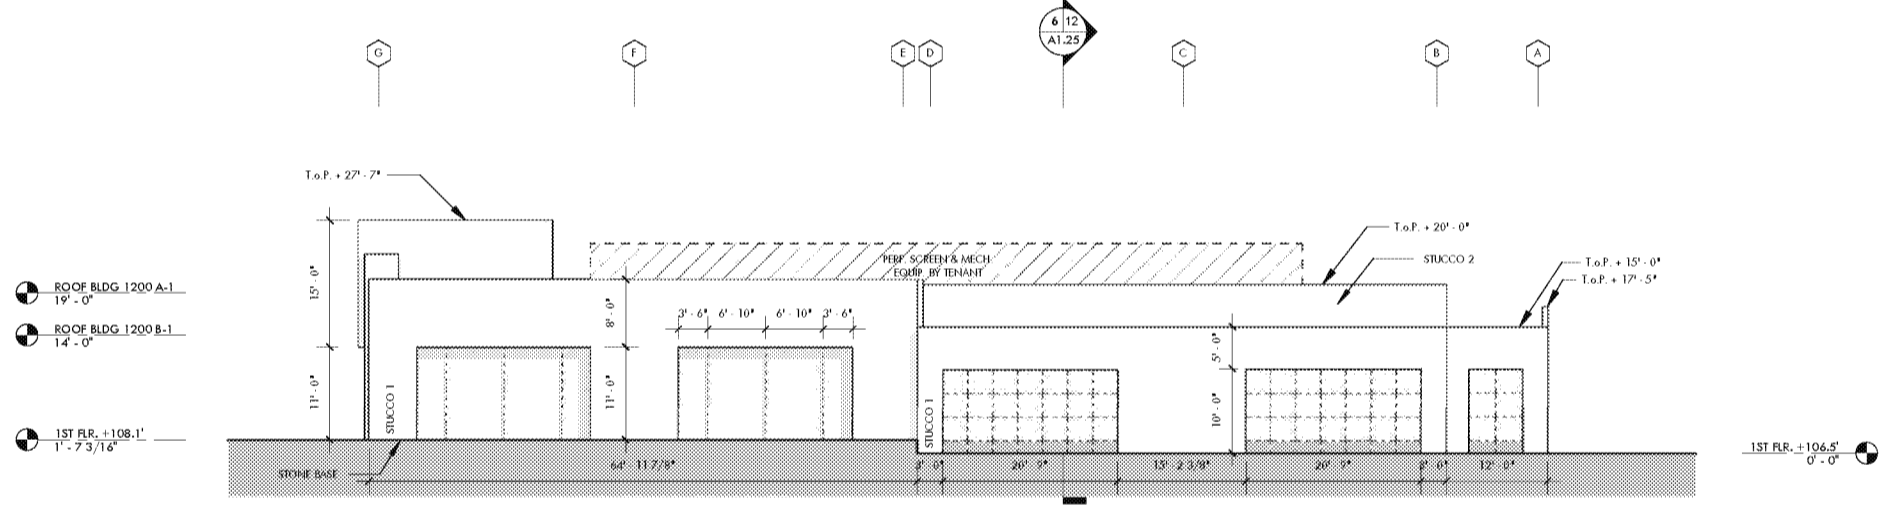 6 12
A1.25
G F E D C B A
T.o.P. + 27' - 7"
T.o.P. + 20' - 0"
PERF. SCREEN & MECH
EQUIP. BY TENANT
STUCCO 2
T.o.P. + 15' - 0"
T.o.P. + 17' - 5"
ROOF BLDG 1200 A-1
19' - 0"
ROOF BLDG 1200 B-1
14' - 0"
15' - 0"
8' - 0"
3' - 6" 6' - 10" 6' - 10" 3' - 6"
5' - 0"
11' - 0"
STUCCO 1
11' - 0"
STUCCO 1
10' - 0"
1ST FLR. +108.1'
1' - 7 3/16"
1ST FLR. +106.5'
0' - 0"
STONE BASE
64' - 11 7/8" 3' - 0" 20' - 9" 15' - 2 3/8" 20' - 9" 12' - 0"